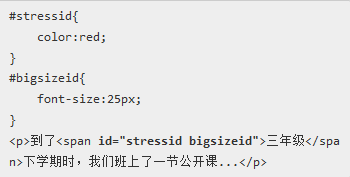 #stressid{
    color:red;
}
#bigsizeid{
    font-size:25px;
}
<p>到了<span id="stressid bigsizeid">三年级</spa
n>下学期时，我们班上了一节公开课...</p>